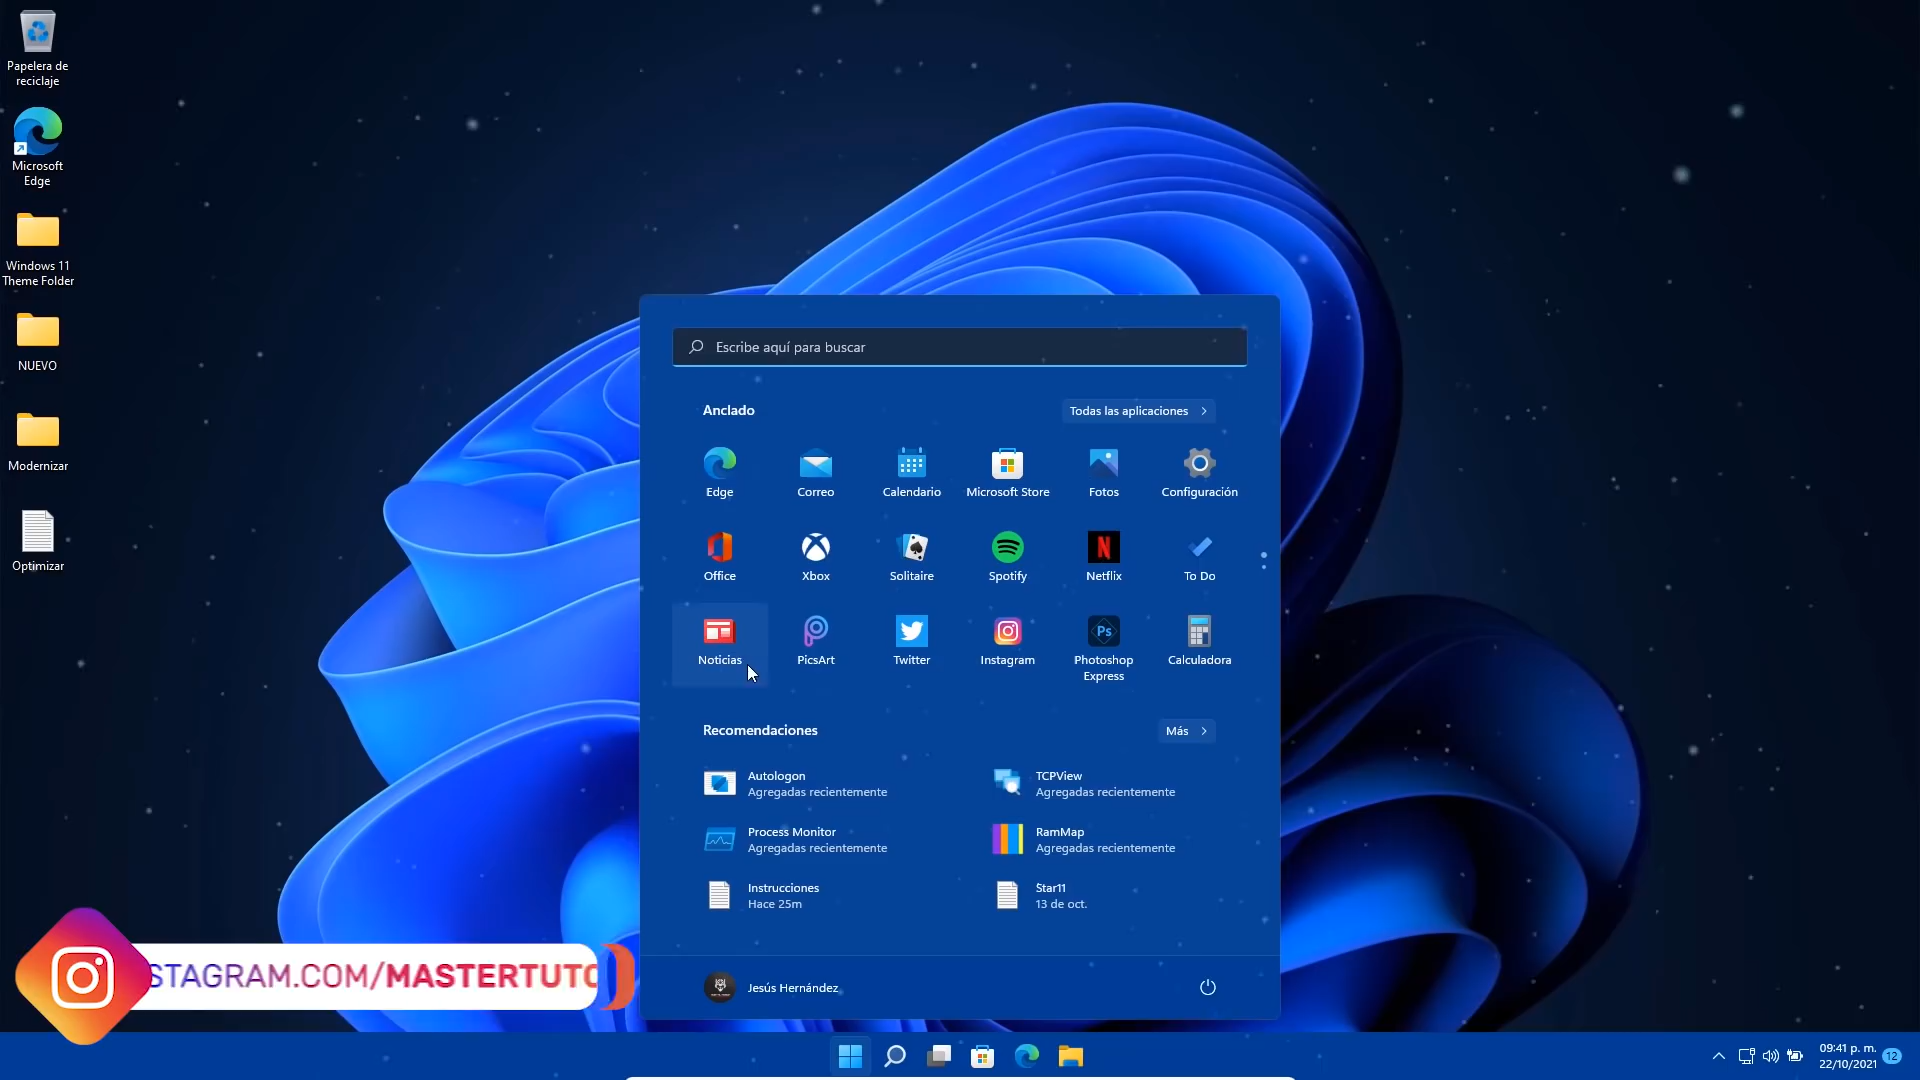 Papelera de
reciclaje
Microsoft
Edge
Windows 11
Theme Folder
NUEVO
Modernizar
Optimizar
Escribe aquí para buscar
Anclado
Todas las aplicaciones
Edge
Correo
Calendario
Microsoft Store
Fotos
Configuración
Office
Xbox
Solitaire
Spotify
Netflix
To Do
Noticias
PicsArt
Twitter
Instagram
Ps
Photoshop
Express
Calculadora
Recomendaciones
Más
Autologon
Agregadas recientemente
TCPView
Agregadas recientemente
Process Monitor
Agregadas recientemente
RamMap
Agregadas recientemente
Instrucciones
Hace 25m
Star11
13 de oct.
Jesús Hernández
STAGRAM.COM/MASTERTUTO
09:41 p. m.
22/10/2021
12